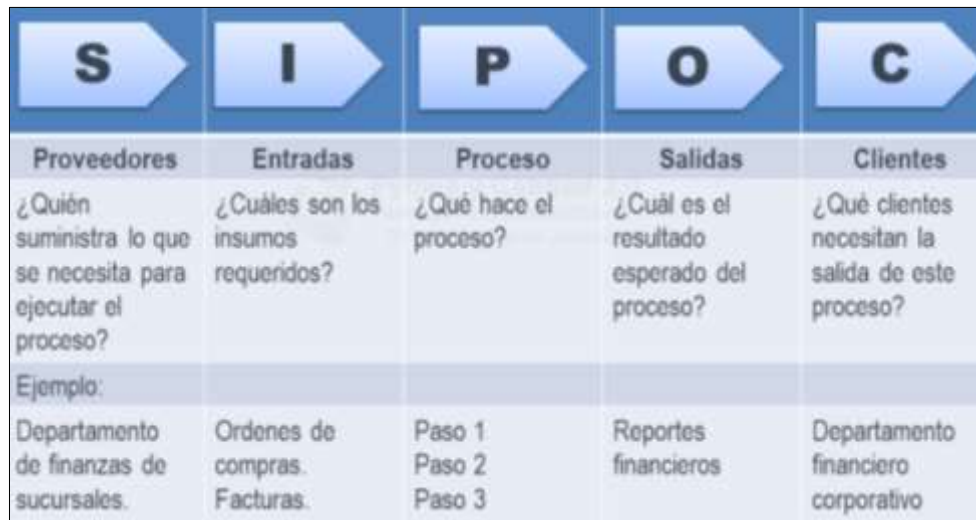 S I P O C
Proveedores Entradas Proceso Salidas Clientes
¿Quién
suministra lo que
se necesita para
ejecutar el
proceso?
¿Cuáles son los
insumos
requeridos?
¿Qué hace el
proceso?
¿Cuál es el
resultado
esperado del
proceso?
¿Qué clientes
necesitan la
salida de este
proceso?
Ejemplo:
Departamento
de finanzas de
sucursales.
Ordenes de
compras.
Facturas.
Paso 1
Paso 2
Paso 3
Reportes
financieros
Departamento
financiero
corporativo